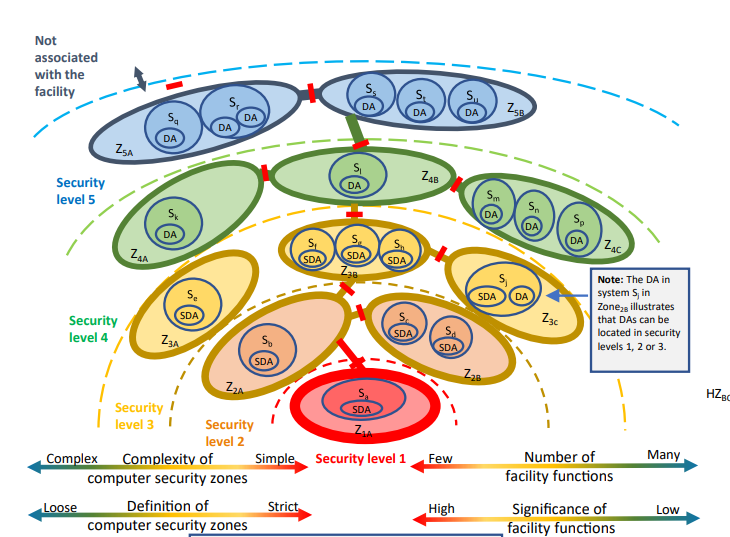 Not
associated
with the
facility
Sq
DA
Sr
DA
DA
Z5A
Ss
DA
St
DA
Su
DA
Z5B
Security
level 5
Sk
DA
Z4A
Sl
DA
Z4B
Sm
DA
Sn
DA
Sp
DA
Z4C
Security
level 4
Se
SDA
Z3A
Sf
SDA
Sg
SDA
Sh
SDA
Z3B
Sj
SDA
DA
Z3c
Note: The DA in
system Sj in
Zone2B illustrates
that DAs can be
located in security
levels 1, 2 or 3.
Security
level 3
Sb
SDA
Z2A
Sc
SDA
Sd
SDA
Z2B
Security
level 2
Sa
SDA
Z1A
HZBC
Security level 1
Complex
Complexity of
computer security zones
Simple
Few
Number of
facility functions
Many
Loose
Definition of
computer security zones
Strict
High
Significance of
facility functions
Low